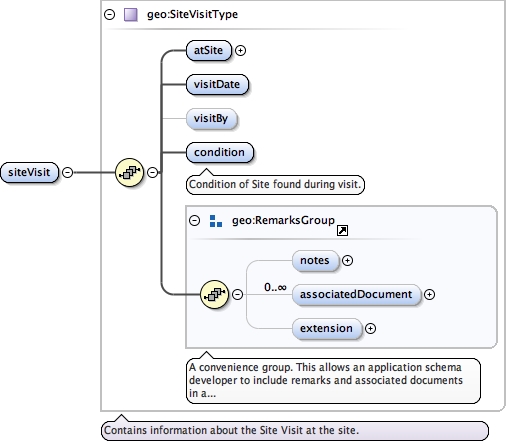 geo:SiteVisitType
atSite
visitDate
visitBy
siteVisit
condition
Condition of Site found during visit.
geo:RemarksGroup
notes
0..∞
associatedDocument
extension
A convenience group. This allows an application schema
developer to include remarks and associated documents
in a...
Contains information about the Site Visit at the site.